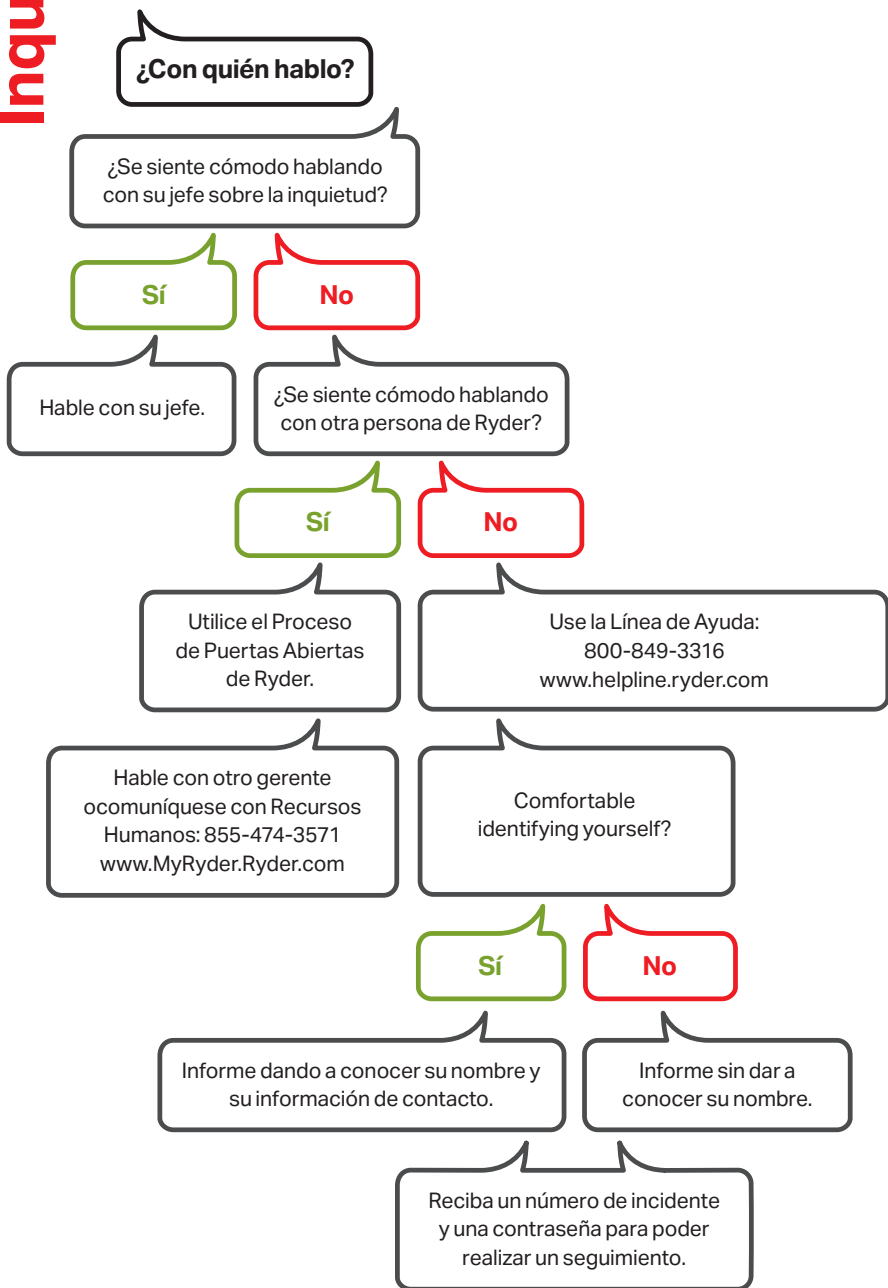 ¿Con quién hablo?
¿Se siente cómodo hablando
con su jefe sobre la inquietud?
Sí
No
Hable con su jefe.
¿Se siente cómodo hablando
con otra persona de Ryder?
Sí
No
Utilice el Proceso
de Puertas Abiertas
de Ryder.
Use la Línea de Ayuda:
800-849-3316
www.helpline.ryder.com
Hable con otro gerente
ocomuníquese con Recursos
Humanos: 855-474-3571
www.MyRyder.Ryder.com
Comfortable
identifying yourself?
Sí
No
Informe dando a conocer su nombre y
su información de contacto.
Informe sin dar a
conocer su nombre.
Reciba un número de incidente
y una contraseña para poder
realizar un seguimiento.